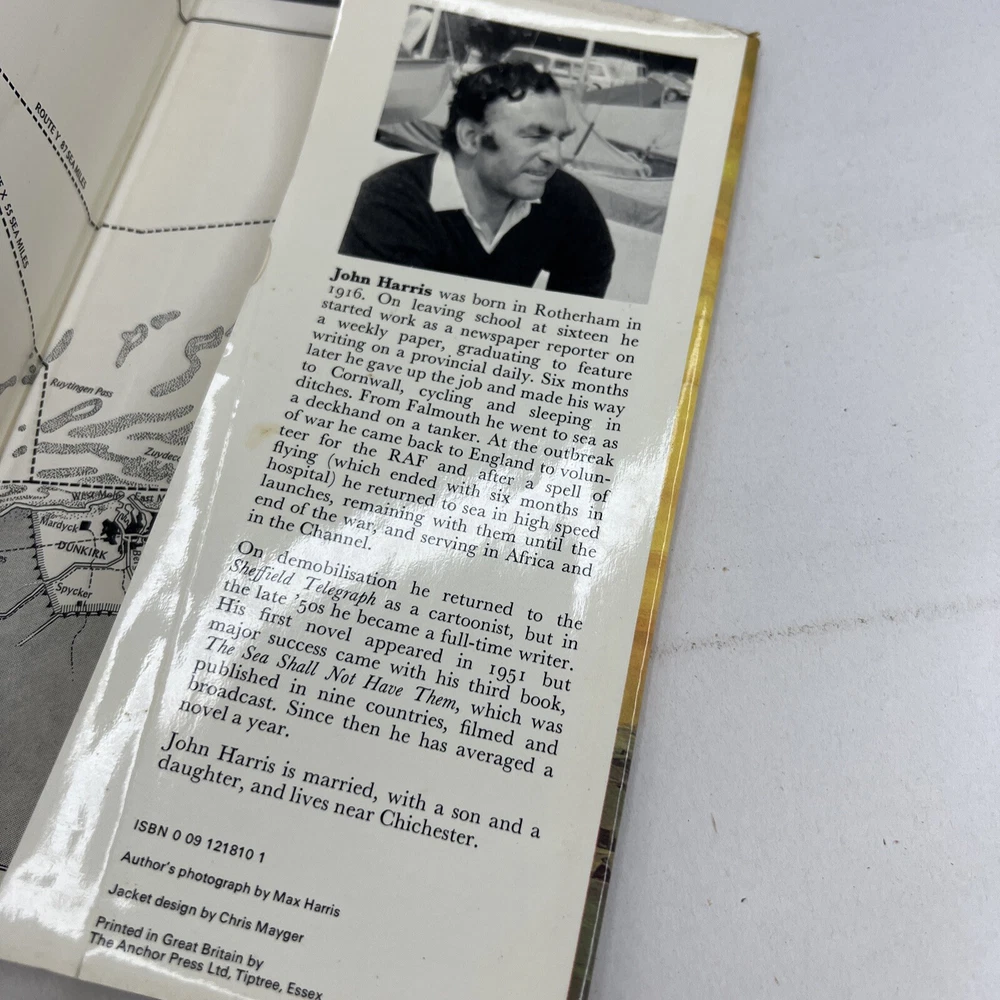 ROUTE Y 87 SEA MILES
X 55 SEA MILES
Ruytingen Pass
Zuydec
West Mole
East M
Mardyck
DUNKIRK
Spycker
John Harris was born in Rotherham in
1916. On leaving school at sixteen he
started work as a newspaper reporter on
a weekly paper, graduating to feature
writing on a provincial daily. Six months
later he gave up the job and made his way
to Cornwall, cycling and sleeping in
ditches. From Falmouth he went to sea as
a deckhand on a tanker. At the outbreak
of war he came back to England to volun-
teer for the RAF and after a spell of
flying (which ended with six months in
hospital) he returned to sea in high speed
launches, remaining with them until the
end of the war, and serving in Africa and
in the Channel.
On demobilisation he returned to the
Sheffield Telegraph as a cartoonist, but in
the late '50s he became a full-time writer.
His first novel appeared in 1951 but
major success came with his third book,
The Sea Shall Not Have Them, which was
published in nine countries, filmed and
broadcast. Since then he has averaged a
novel a year.
John Harris is married, with a son and a
daughter, and lives near Chichester.
ISBN 0 09 121810 1
Author's photograph by Max Harris
Jacket design by Chris Mayger
Printed in Great Britain by
The Anchor Press Ltd, Tiptree, Essex